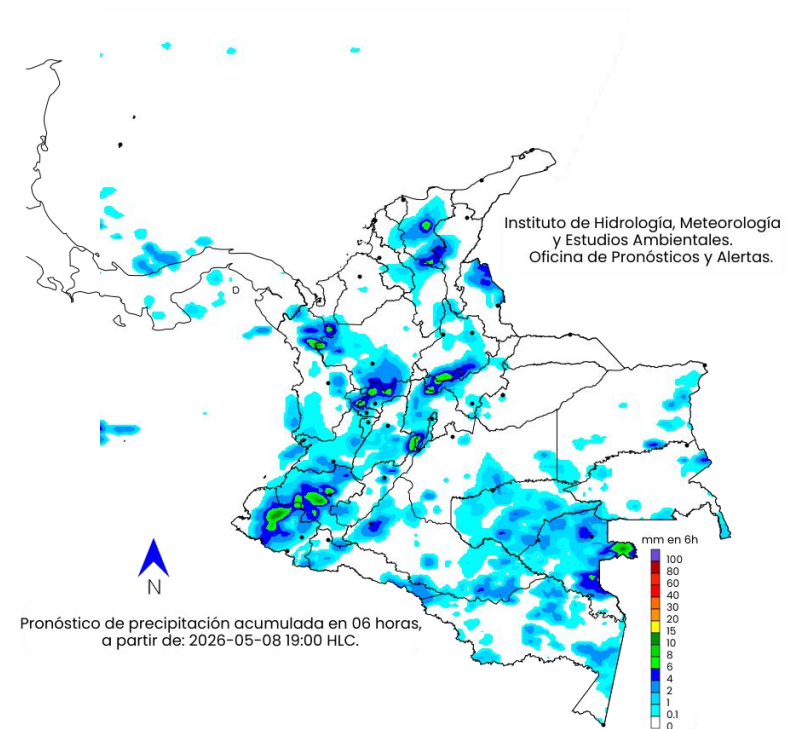 Instituto de Hidrología, Meteorología
y Estudios Ambientales.
Oficina de Pronósticos y Alertas.
mm en 6h
100
80
60
40
30
20
15
10
8
6
4
2
1
0.1
0
N
Pronóstico de precipitación acumulada en 06 horas,
a partir de: 2026-05-08 19:00 HLC.